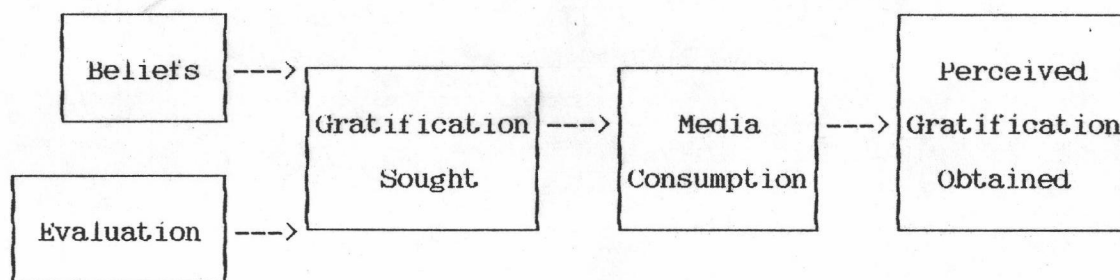 Beliefs
Evaluation
Gratification
Sought
Media
Consumption
Perceived
Gratification
Obtained